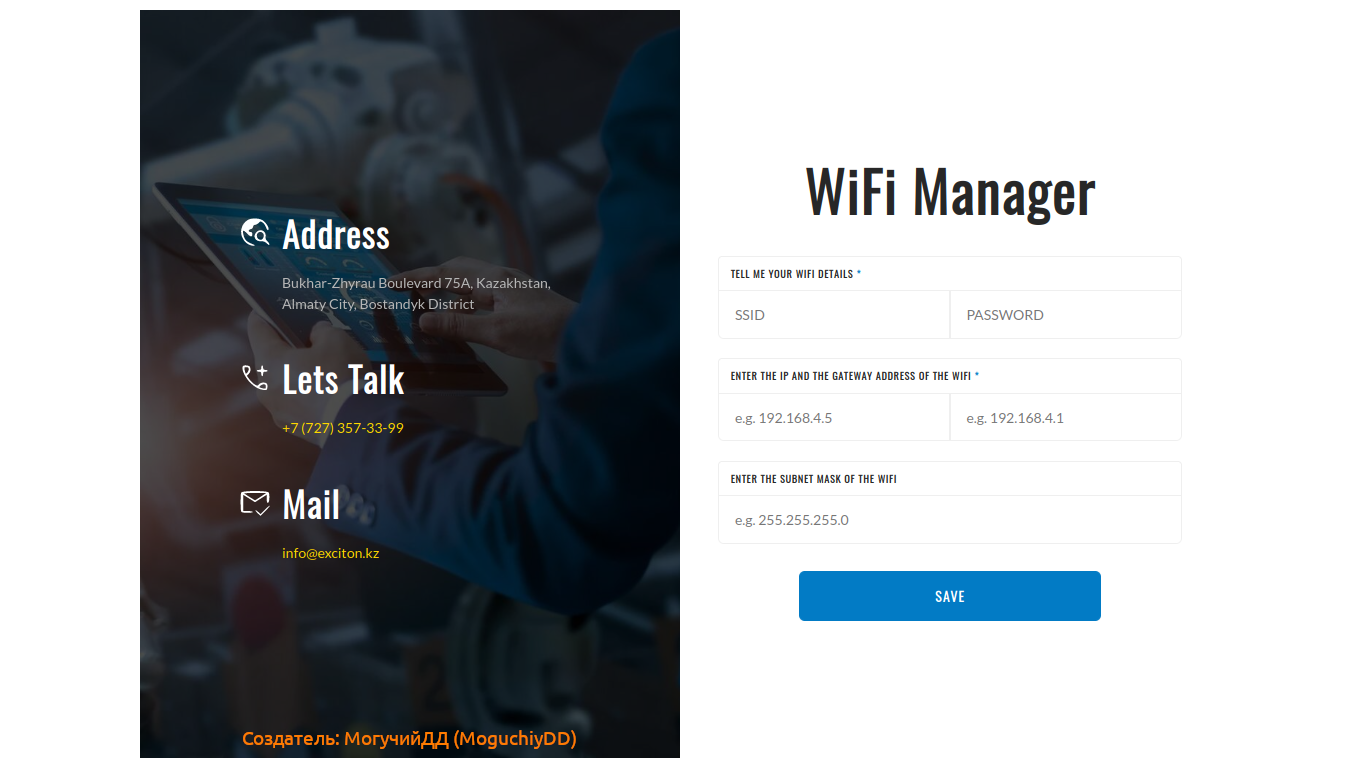 Address
Bukhar-Zhyrau Boulevard 75A, Kazakhstan,
Almaty City, Bostandyk District
Lets Talk
+7 (727) 357-33-99
Mail
info@exciton.kz
Создатель: МогучийДД (MoguchiyDD)
WiFi Manager
TELL ME YOUR WIFI DETAILS *
SSID PASSWORD
ENTER THE IP AND THE GATEWAY ADDRESS OF THE WIFI *
e.g. 192.168.4.5 e.g. 192.168.4.1
ENTER THE SUBNET MASK OF THE WIFI
e.g. 255.255.255.0
SAVE